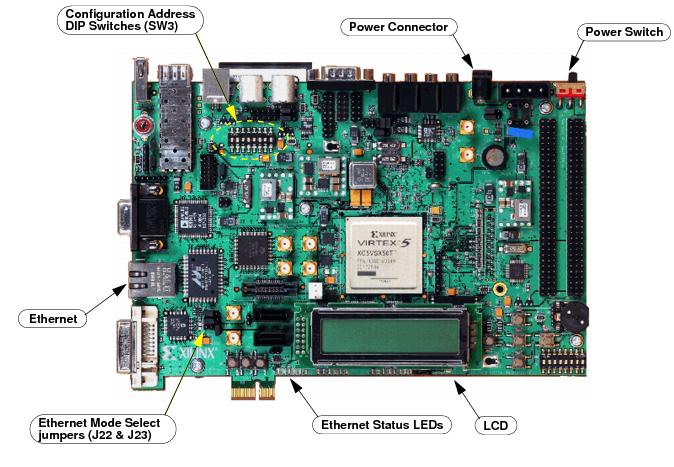 Configuration Address
DIP Switches (SW3)
Power Connector
Power Switch
XILINX
VIRTEX-5
XC5VSX50T
Ethernet
XILINX
Ethernet Mode Select
jumpers (J22 & J23)
Ethernet Status LEDs
LCD